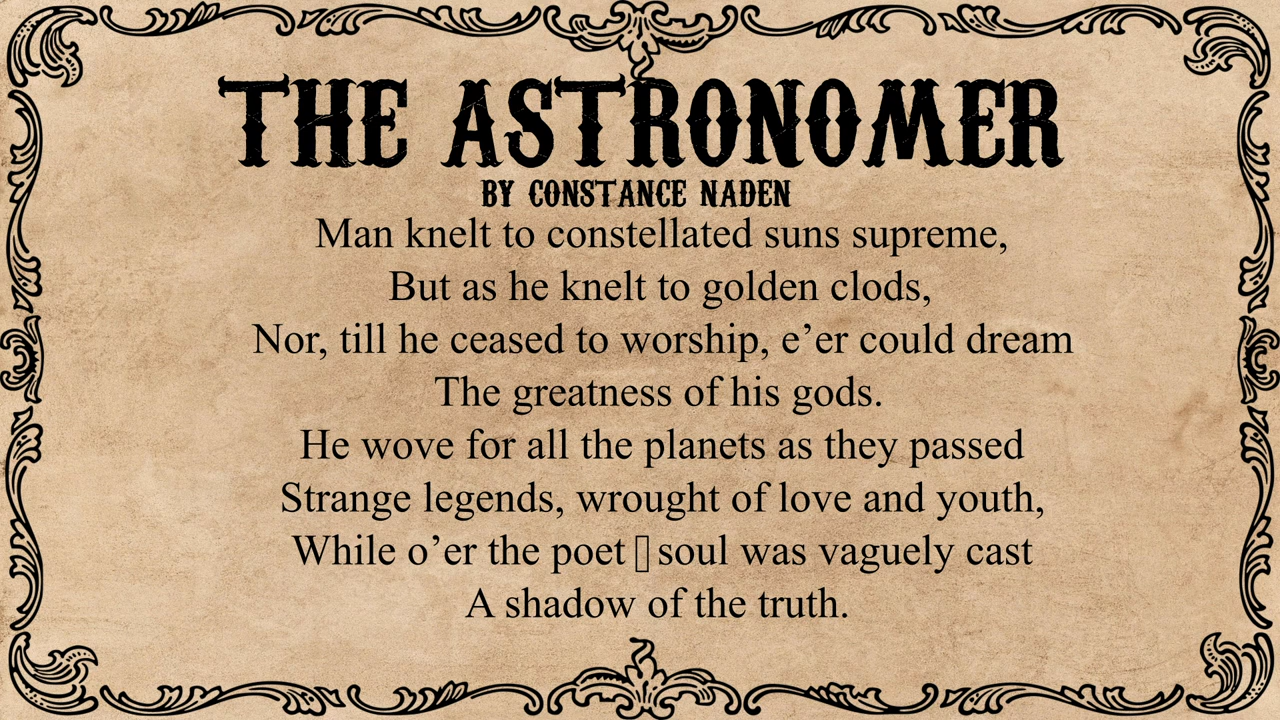 THE ASTRONOMER
BY CONSTANCE NADEN
Man knelt to constellated suns supreme,
But as he knelt to golden clods,
Nor, till he ceased to worship, e’er could dream
The greatness of his gods.
He wove for all the planets as they passed
Strange legends, wrought of love and youth,
While o’er the poet ▯ soul was vaguely cast
A shadow of the truth.